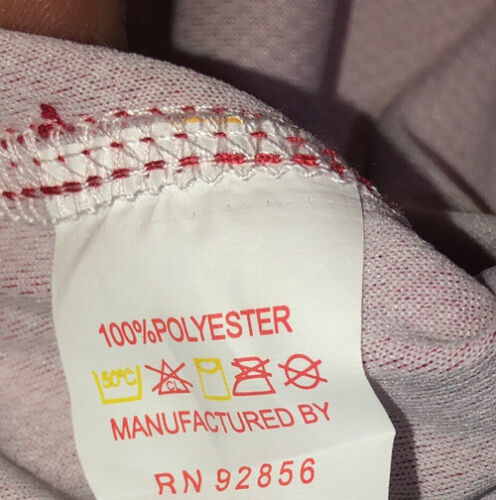 100%POLYESTER
50°C CL
MANUFACTURED BY
RN 92856